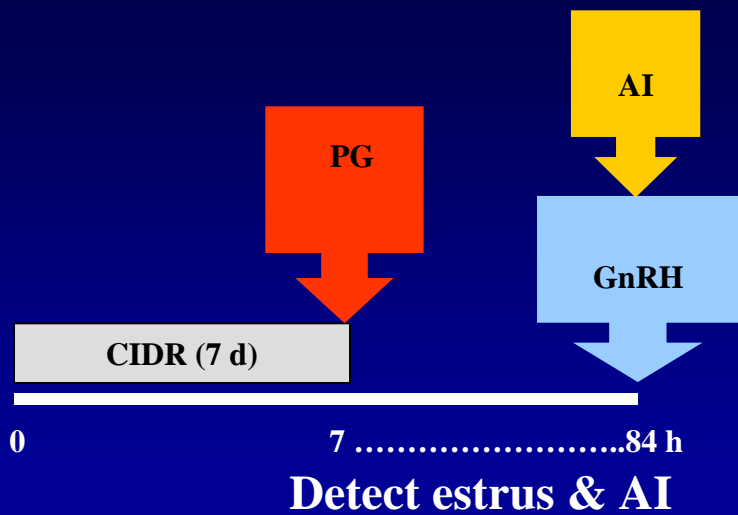 AI
PG
GnRH
CIDR (7 d)
0 7 ............................84 h
Detect estrus & AI